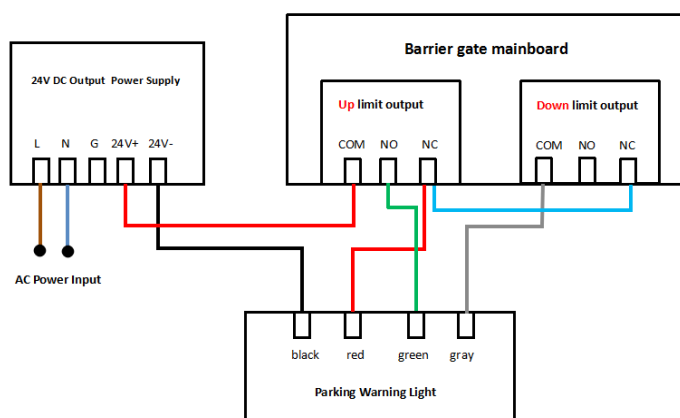 Barrier gate mainboard
24V DC Output Power Supply
Up limit output
Down limit output
L N G 24V+ 24V-
COM NO NC
COM NO NC
AC Power Input
black red green gray
Parking Warning Light